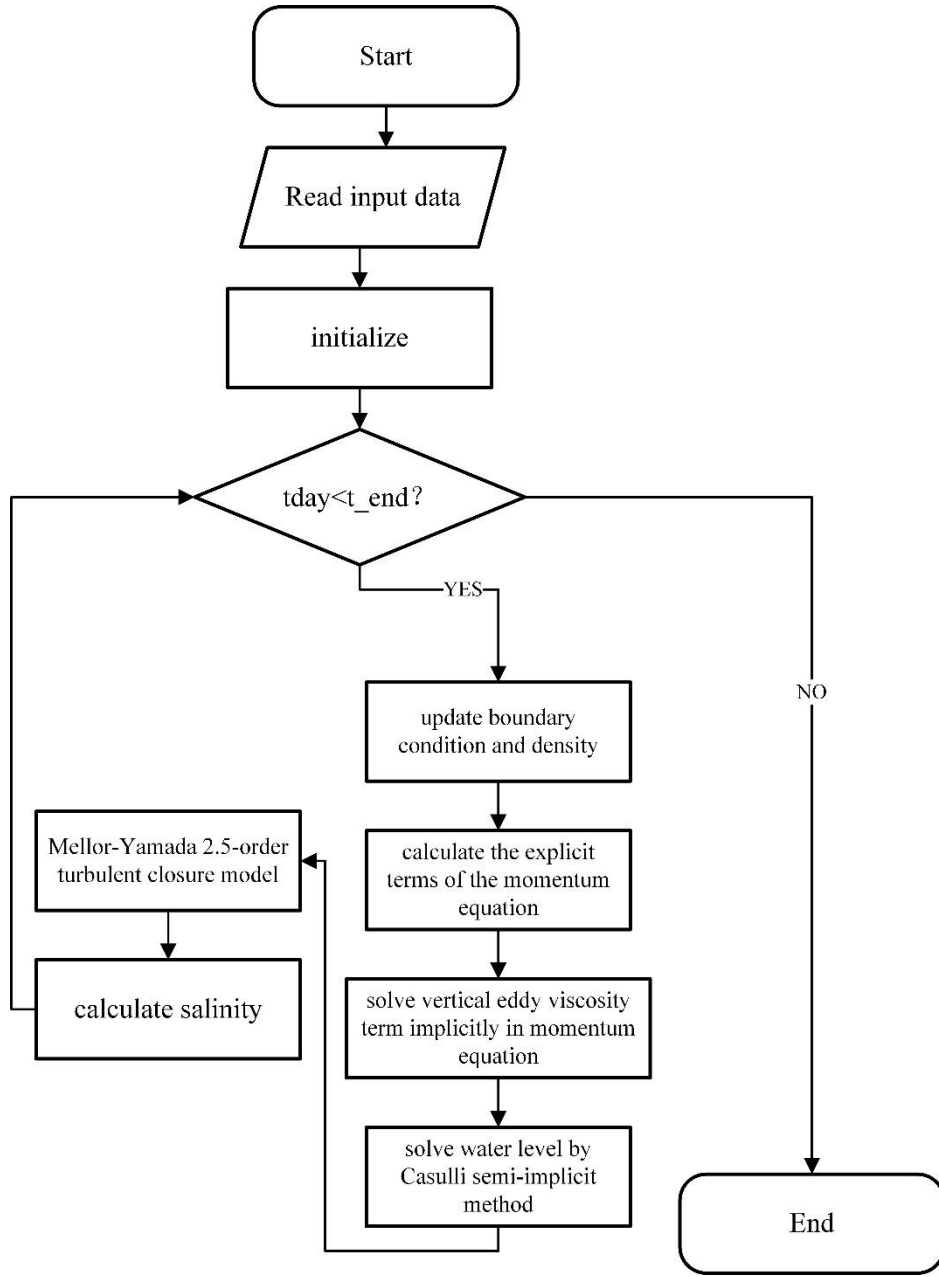 Start
Read input data
initialize
tday<t_end?
YES
NO
update boundary
condition and density
calculate the explicit
terms of the momentum
equation
solve vertical eddy viscosity
term implicitly in momentum
equation
solve water level by
Casulli semi-implicit
method
Mellor-Yamada 2.5-order
turbulent closure model
calculate salinity
End